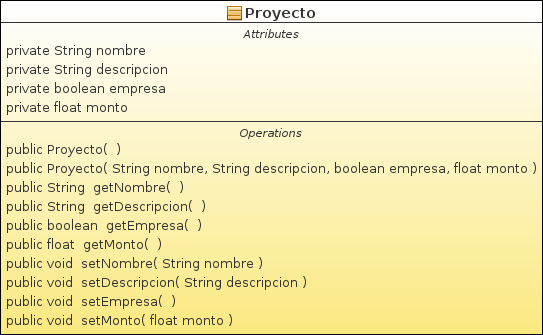 Proyecto
Attributes
private String nombre
private String descripcion
private boolean empresa
private float monto
Operations
public Proyecto(  )
public Proyecto( String nombre, String descripcion, boolean empresa, float monto )
public String  getNombre(  )
public String  getDescripcion(  )
public boolean  getEmpresa(  )
public float  getMonto(  )
public void  setNombre( String nombre )
public void  setDescripcion( String descripcion )
public void  setEmpresa(  )
public void  setMonto( float monto )